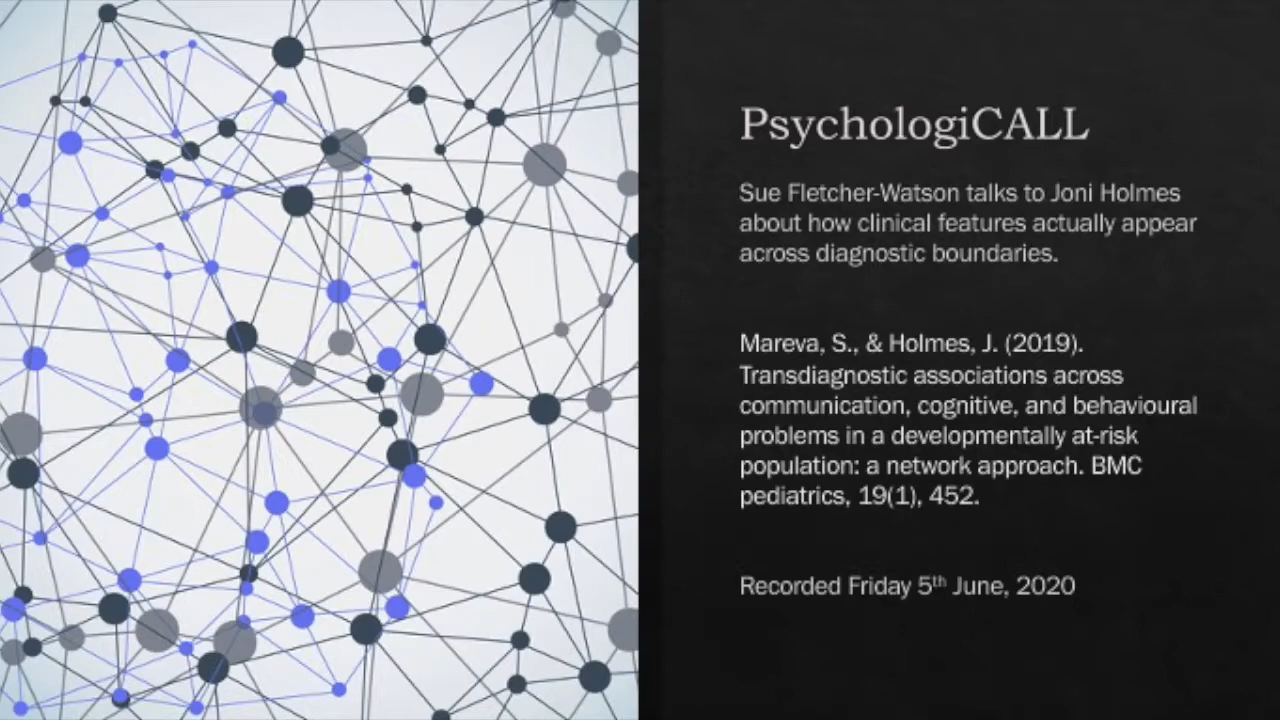 PsychologiCALL
Sue Fletcher-Watson talks to Joni Holmes
about how clinical features actually appear
across diagnostic boundaries.
Mareva, S., & Holmes, J. (2019).
Transdiagnostic associations across
communication, cognitive, and behavioural
problems in a developmentally at-risk
population: a network approach. BMC
pediatrics, 19(1), 452.
Recorded Friday 5th June, 2020